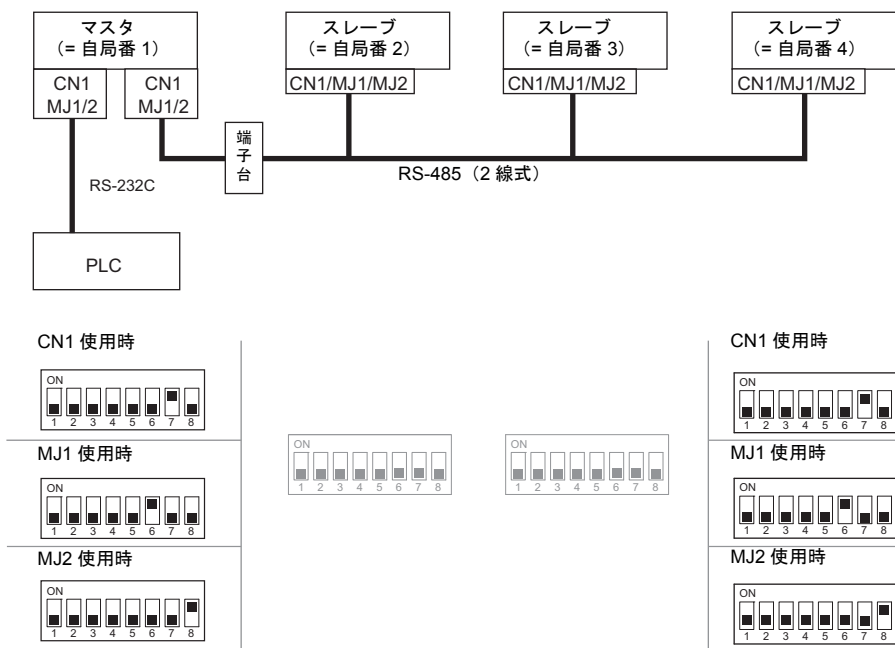 マスタ
(= 自局番 1)
スレーブ
(= 自局番 2)
スレーブ
(= 自局番 3)
スレーブ
(= 自局番 4)
CN1
MJ1/2
CN1
MJ1/2
CN1/MJ1/MJ2
CN1/MJ1/MJ2
CN1/MJ1/MJ2
端子台
RS-232C
RS-485（2 線式）
PLC
CN1 使用時
ON
1 2 3 4 5 6 7 8
MJ1 使用時
ON
1 2 3 4 5 6 7 8
MJ2 使用時
ON
1 2 3 4 5 6 7 8
ON
1 2 3 4 5 6 7 8
ON
1 2 3 4 5 6 7 8
CN1 使用時
ON
1 2 3 4 5 6 7 8
MJ1 使用時
ON
1 2 3 4 5 6 7 8
MJ2 使用時
ON
1 2 3 4 5 6 7 8